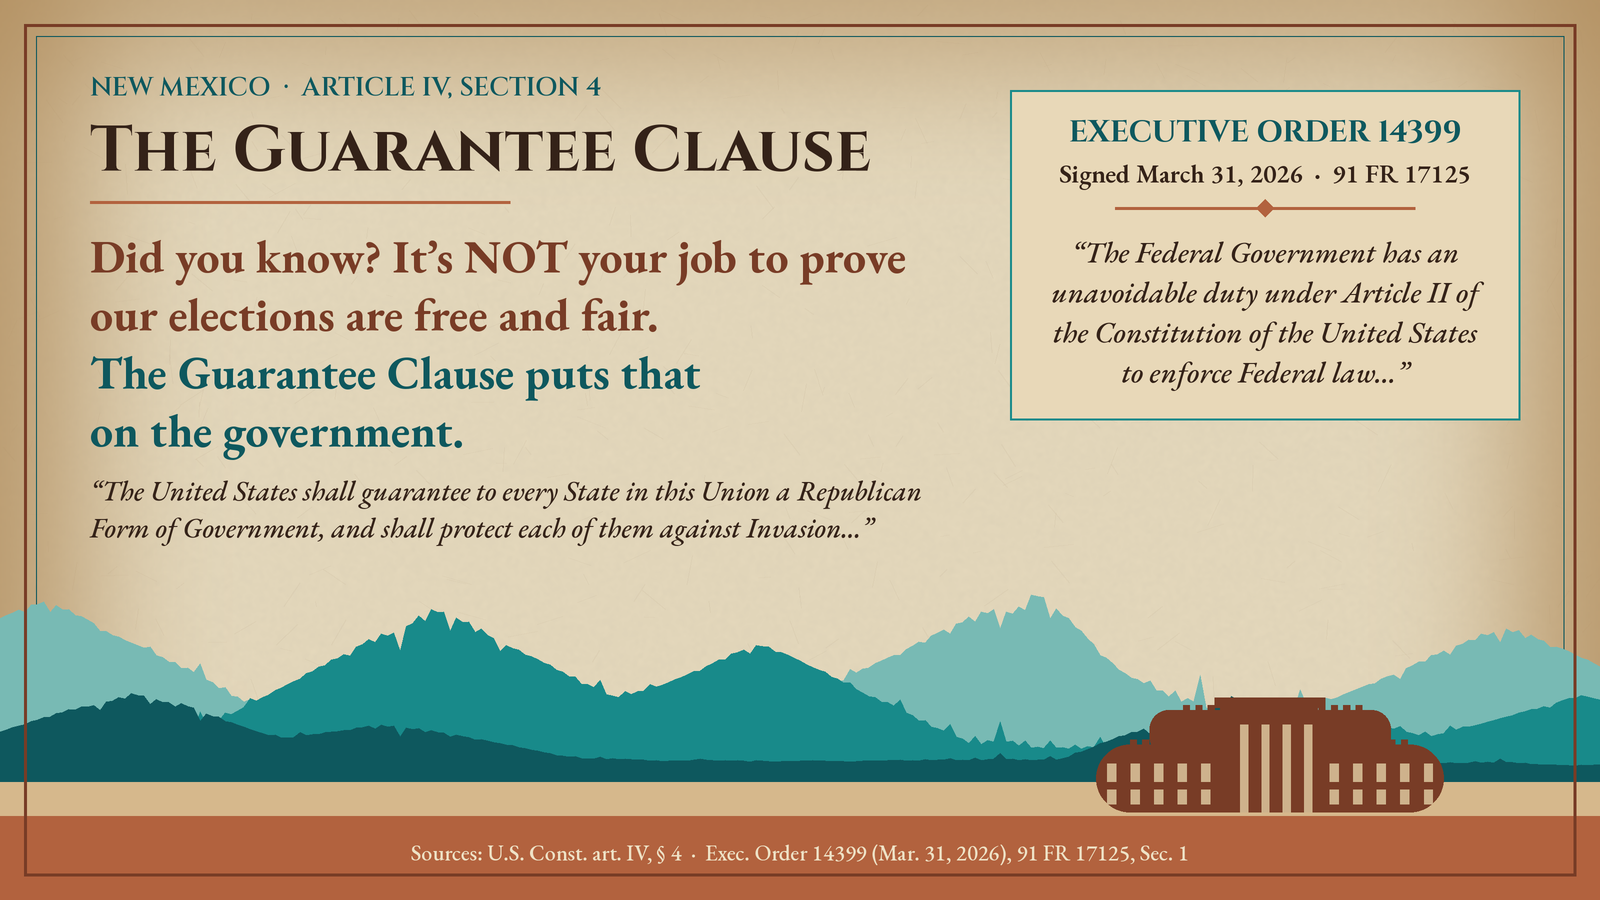 NEW MEXICO · ARTICLE IV, SECTION 4
THE GUARANTEE CLAUSE
Did you know? It’s NOT your job to prove
our elections are free and fair.
The Guarantee Clause puts that
on the government.
“The United States shall guarantee to every State in this Union a Republican
Form of Government, and shall protect each of them against Invasion...”
EXECUTIVE ORDER 14399
Signed March 31, 2026 · 91 FR 17125
“The Federal Government has an
unavoidable duty under Article II of
the Constitution of the United States
to enforce Federal law...”
Sources: U.S. Const. art. IV, § 4 · Exec. Order 14399 (Mar. 31, 2026), 91 FR 17125, Sec. 1